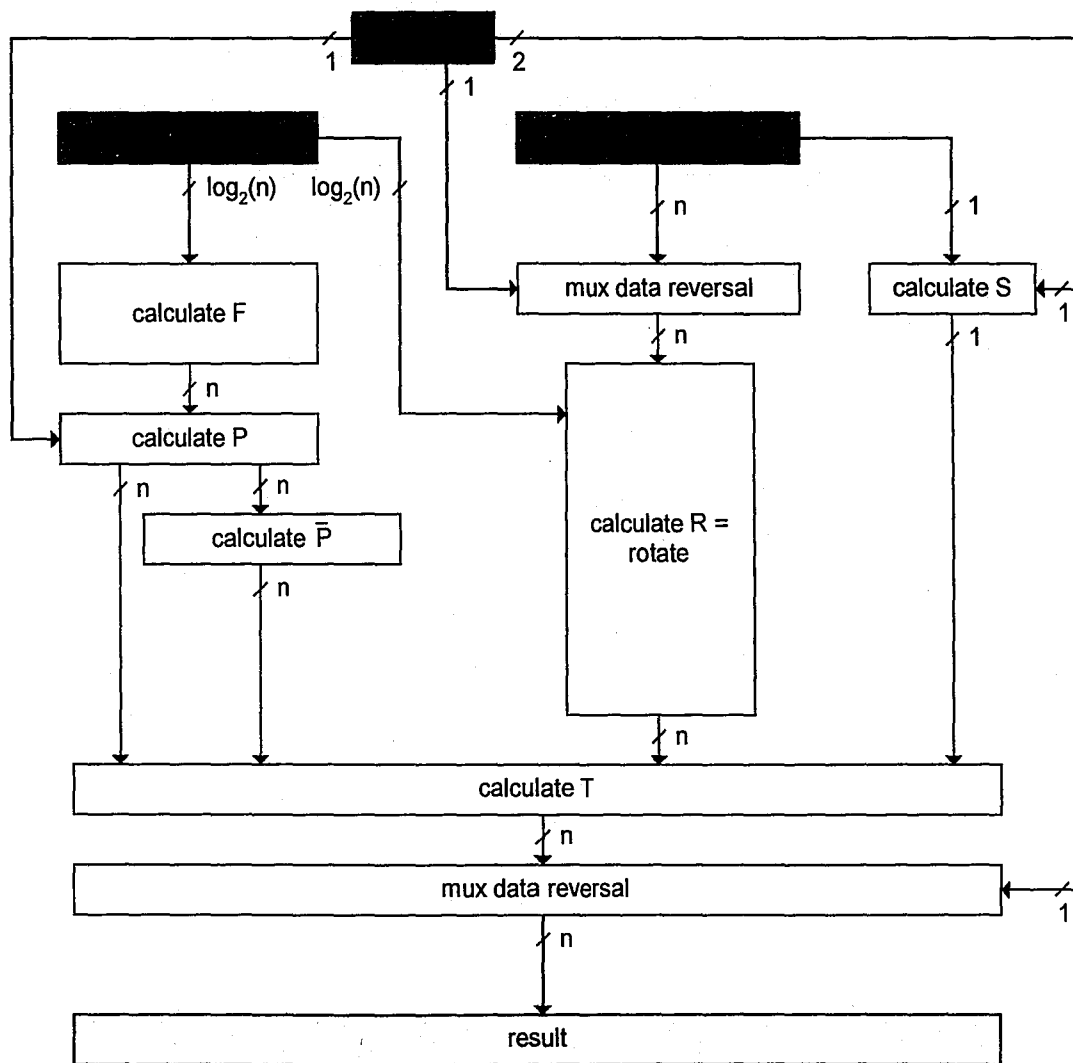 1
2
1
log₂(n)
log₂(n)
n
1
calculate F
mux data reversal
calculate S
1
n
1
n
calculate P
n
n
calculate P̅
calculate R =
rotate
n
n
calculate T
n
mux data reversal
1
n
result